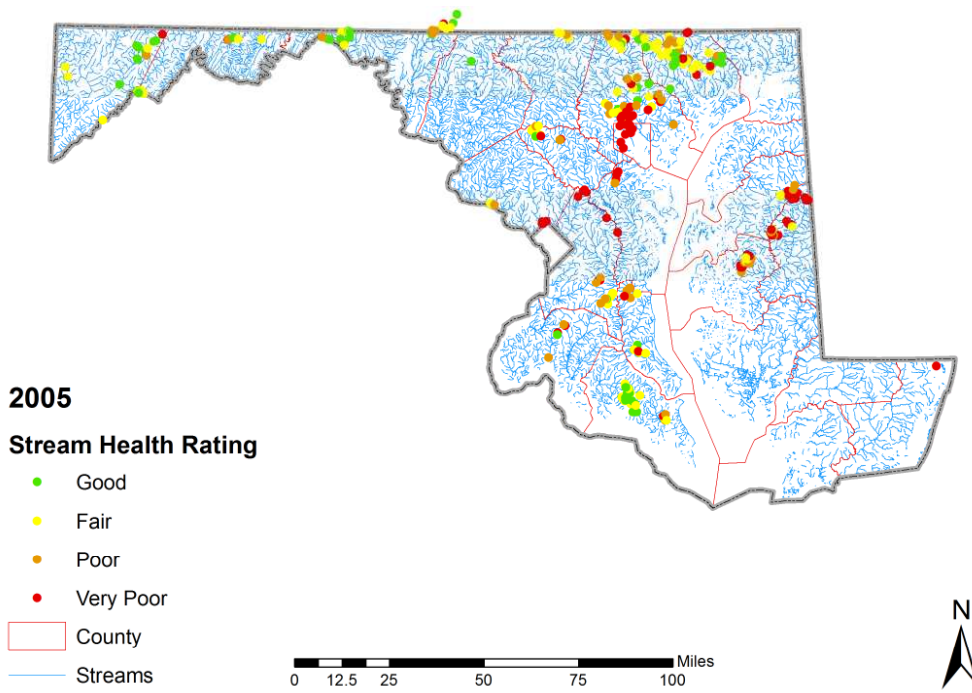 2005
Stream Health Rating
Good
Fair
Poor
Very Poor
County
Streams
Miles
0 12.5 25 50 75 100
N